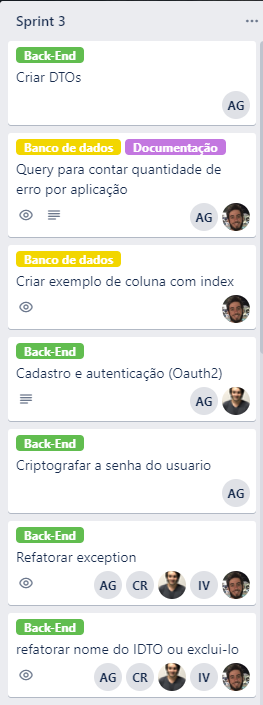 Sprint 3
Back-End
Criar DTOs
AG
Banco de dados Documentação
Query para contar quantidade de
erro por aplicação
AG
Banco de dados
Criar exemplo de coluna com index
Back-End
Cadastro e autenticação (Oauth2)
AG
Back-End
Criptografar a senha do usuario
AG
Back-End
Refatorar exception
AG CR IV
Back-End
refatorar nome do IDTO ou exclui-lo
AG CR IV